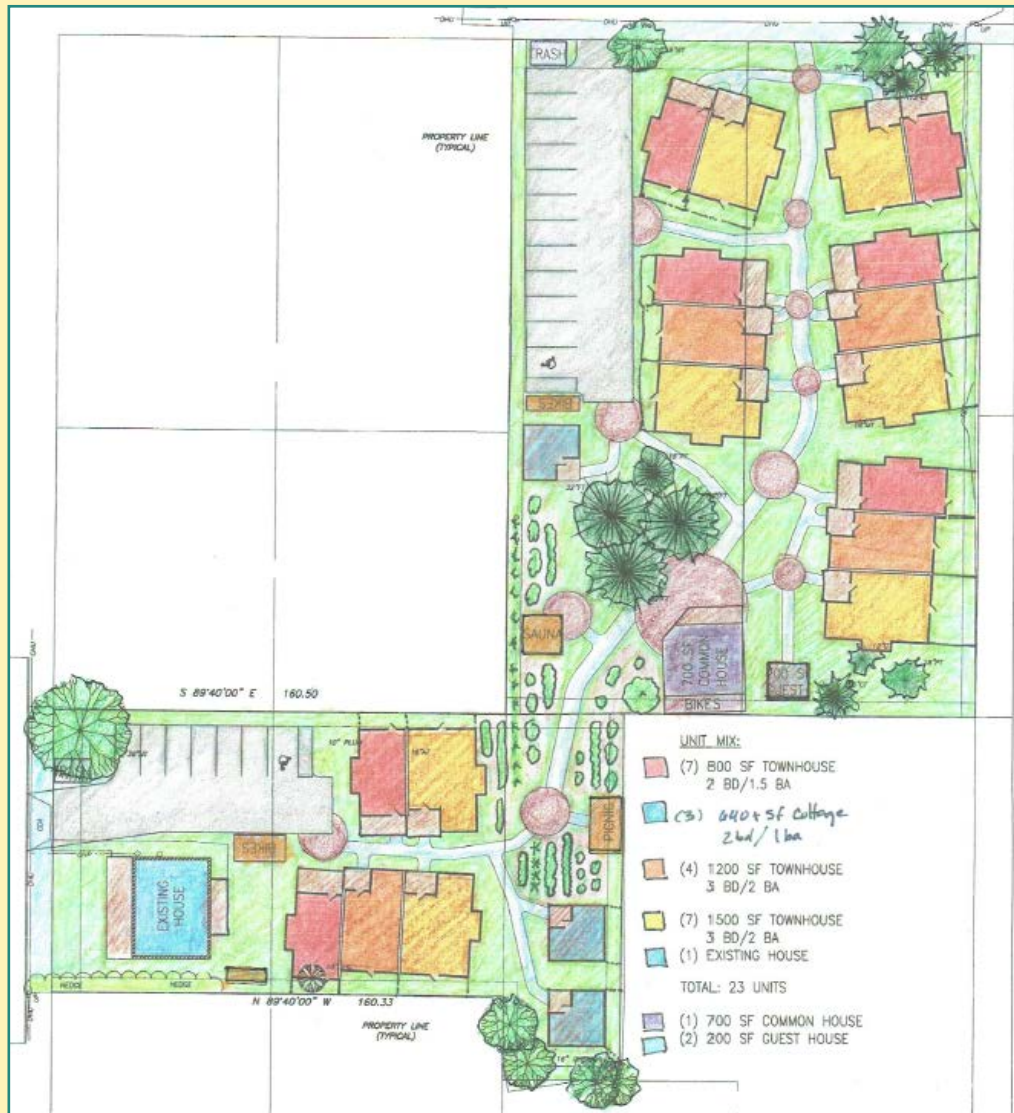 TRASH
PROPERTY LINE
(TYPICAL)
BIKES
SAUNA
700 SF
COMMON
HOUSE
BIKES
GUEST
S 89°40'00" E 160.50
BIKES
PICNIC
EXISTING
HOUSE
HEDGE HEDGE
N 89°40'00" W 160.33
PROPERTY LINE
(TYPICAL)
UNIT MIX:
(7) 800 SF TOWNHOUSE
2 BD/1.5 BA
(3) 640+ SF Cottage
2bd/1ba
(4) 1200 SF TOWNHOUSE
3 BD/2 BA
(7) 1500 SF TOWNHOUSE
3 BD/2 BA
(1) EXISTING HOUSE
TOTAL: 23 UNITS
(1) 700 SF COMMON HOUSE
(2) 200 SF GUEST HOUSE